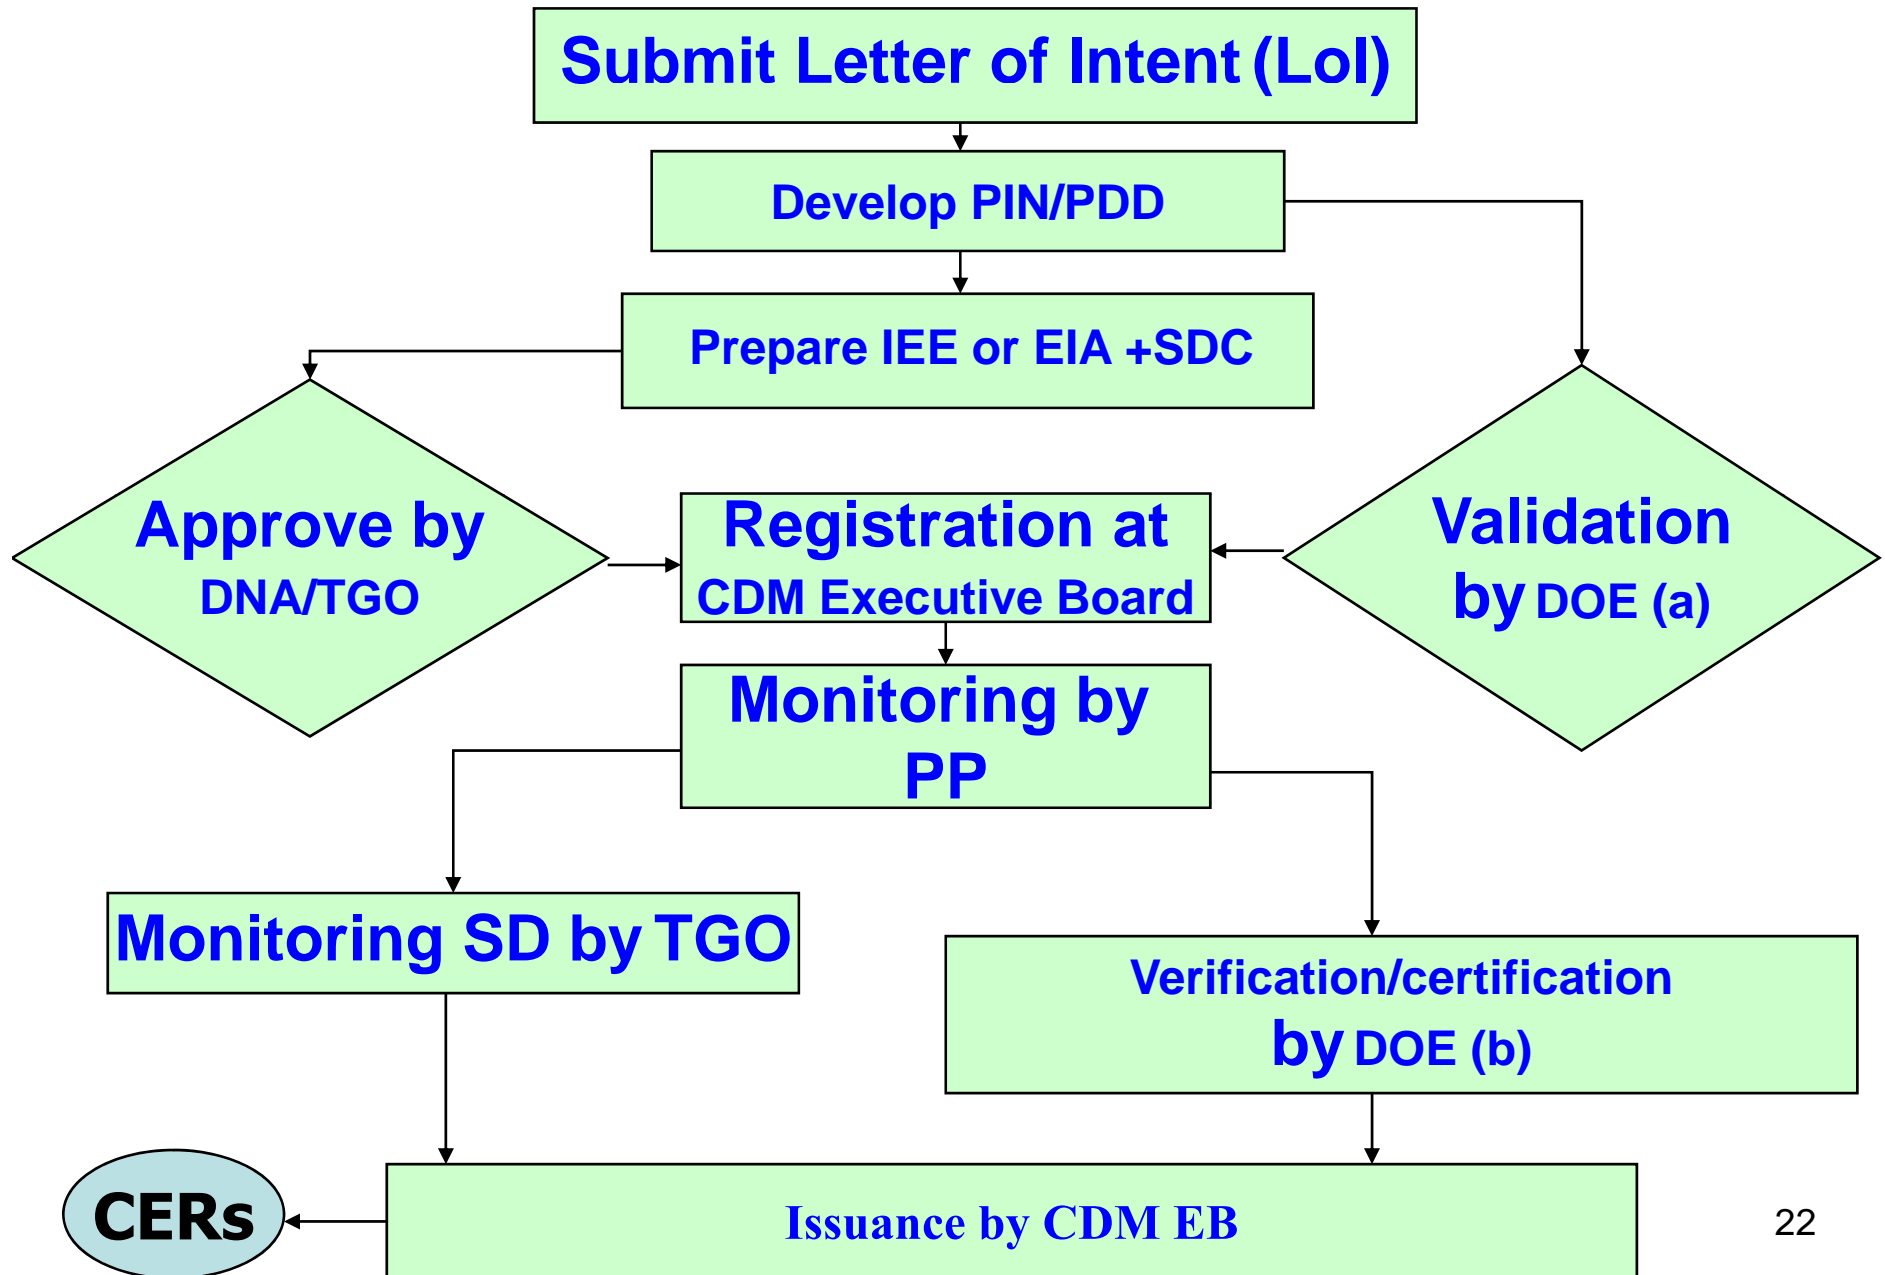 Submit Letter of Intent (LoI)
Develop PIN/PDD
Prepare IEE or EIA +SDC
Approve by
DNA/TGO
Registration at
CDM Executive Board
Validation
by DOE (a)
Monitoring by
PP
Monitoring SD by TGO
Verification/certification
by DOE (b)
CERs
Issuance by CDM EB
22